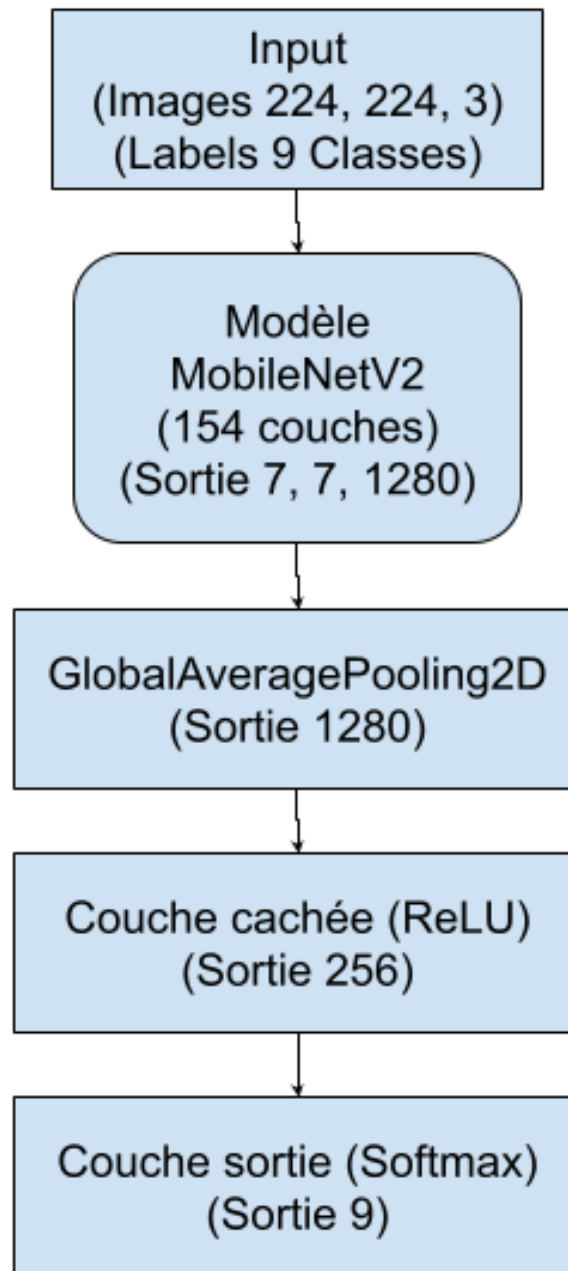 Input
(Images 224, 224, 3)
(Labels 9 Classes)
Modèle
MobileNetV2
(154 couches)
(Sortie 7, 7, 1280)
GlobalAveragePooling2D
(Sortie 1280)
Couche cachée (ReLU)
(Sortie 256)
Couche sortie (Softmax)
(Sortie 9)